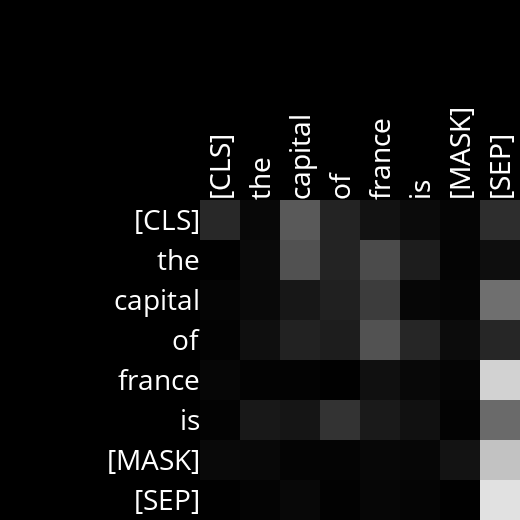 [CLS] the capital of france is [MASK] [SEP]
[CLS]
the
capital
of
france
is
[MASK]
[SEP]